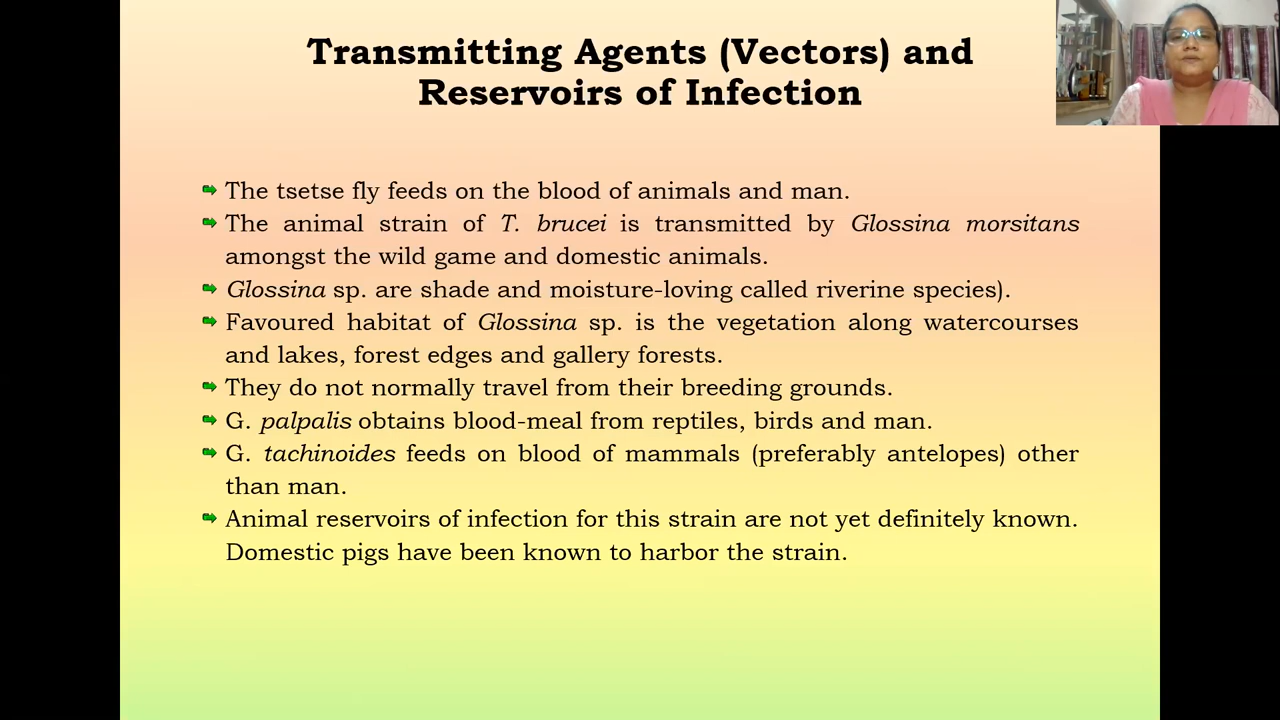 Transmitting Agents (Vectors) and
Reservoirs of Infection
The tsetse fly feeds on the blood of animals and man.
The animal strain of T. brucei is transmitted by Glossina morsitans
amongst the wild game and domestic animals.
Glossina sp. are shade and moisture-loving called riverine species).
Favoured habitat of Glossina sp. is the vegetation along watercourses
and lakes, forest edges and gallery forests.
They do not normally travel from their breeding grounds.
G. palpalis obtains blood-meal from reptiles, birds and man.
G. tachinoides feeds on blood of mammals (preferably antelopes) other
than man.
Animal reservoirs of infection for this strain are not yet definitely known.
Domestic pigs have been known to harbor the strain.